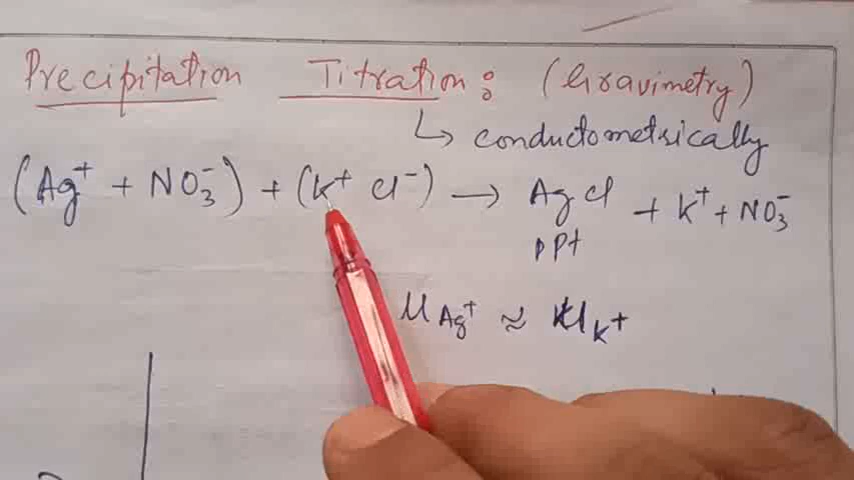 Precipitation Titration: (Gravimetry)
↳ conductometrically
(Ag⁺ + NO₃⁻) + (K⁺ Cl⁻) → AgCl + K⁺ + NO₃⁻
ppt
μAg⁺ ≈ μK⁺